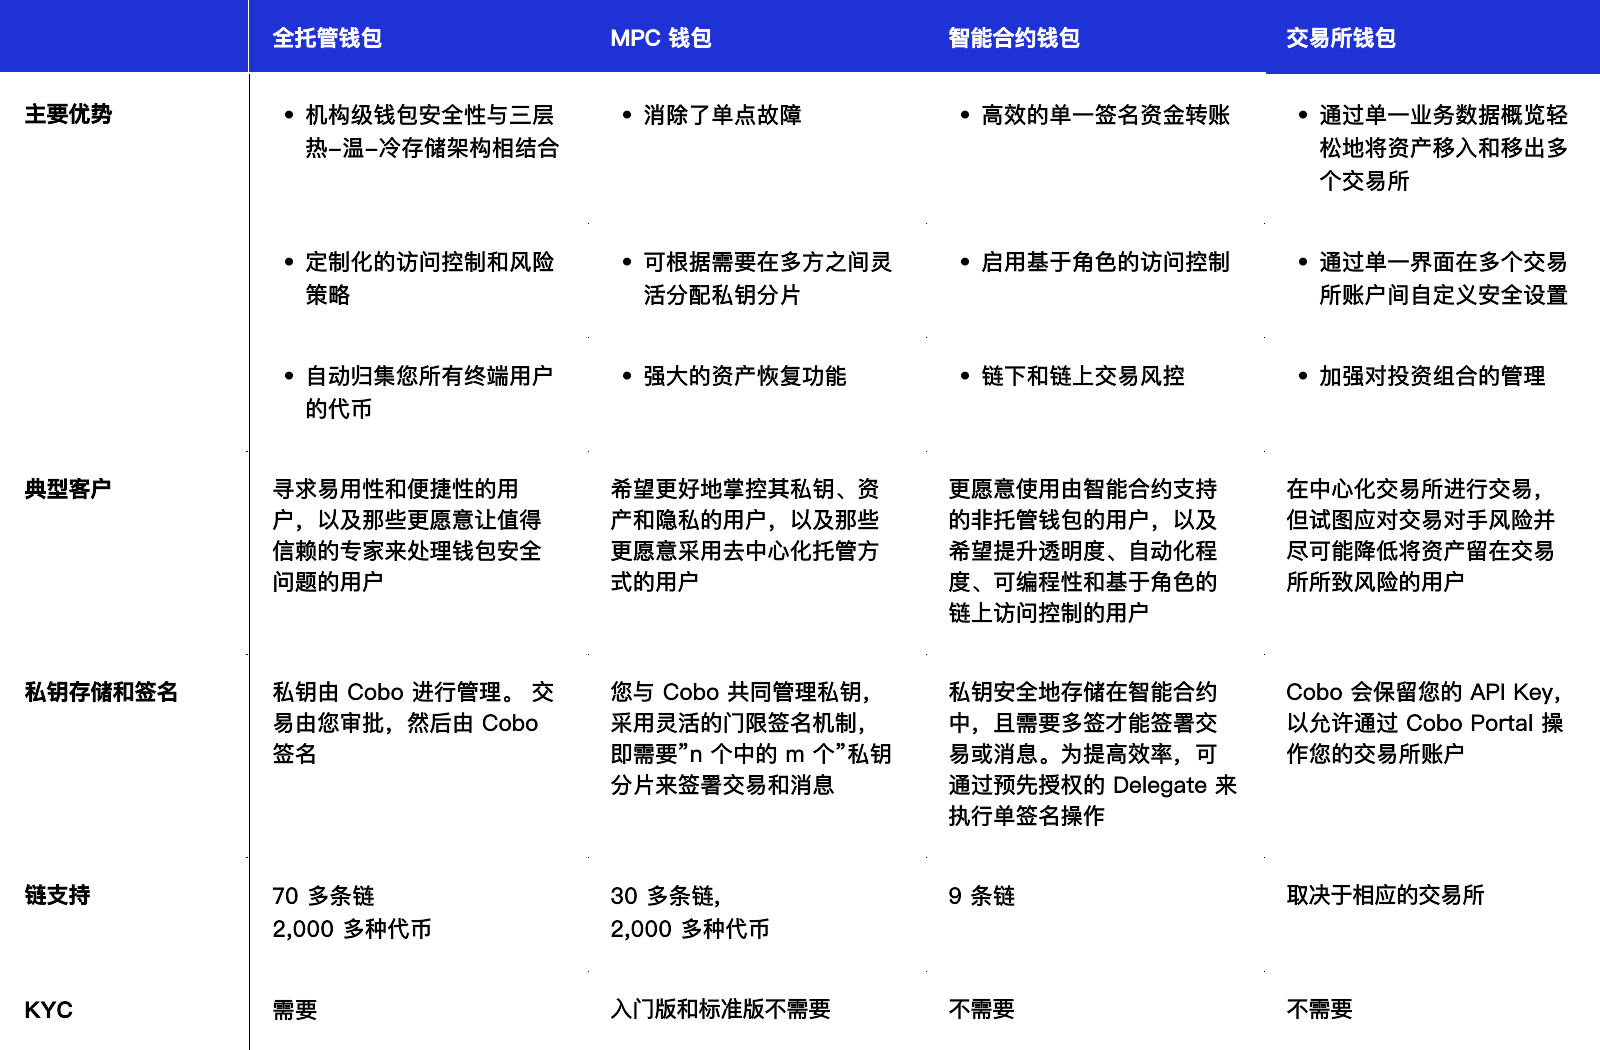 全托管钱包
MPC 钱包
智能合约钱包
交易所钱包
主要优势
• 机构级钱包安全性与三层
热–温–冷存储架构相结合
• 消除了单点故障
• 高效的单一签名资金转账
• 通过单一业务数据概览轻
松地将资产移入和移出多
个交易所
• 定制化的访问控制和风险
策略
• 可根据需要在多方之间灵
活分配私钥分片
• 启用基于角色的访问控制
• 通过单一界面在多个交易
所账户间自定义安全设置
• 自动归集您所有终端用户
的代币
• 强大的资产恢复功能
• 链下和链上交易风控
• 加强对投资组合的管理
典型客户
寻求易用性和便捷性的用
户，以及那些更愿意让值得
信赖的专家来处理钱包安全
问题的用户
希望更好地掌控其私钥、资
产和隐私的用户，以及那些
更愿意采用去中心化托管方
式的用户
更愿意使用由智能合约支持
的非托管钱包的用户，以及
希望提升透明度、自动化程
度、可编程性和基于角色的
链上访问控制的用户
在中心化交易所进行交易，
但试图应对交易对手风险并
尽可能降低将资产留在交易
所所致风险的用户
私钥存储和签名
私钥由 Cobo 进行管理。 交
易由您审批，然后由 Cobo
签名
您与 Cobo 共同管理私钥，
采用灵活的门限签名机制，
即需要”n 个中的 m 个”私钥
分片来签署交易和消息
私钥安全地存储在智能合约
中，且需要多签才能签署交
易或消息。为提高效率，可
通过预先授权的 Delegate 来
执行单签名操作
Cobo 会保留您的 API Key，
以允许通过 Cobo Portal 操
作您的交易所账户
链支持
70 多条链
2,000 多种代币
30 多条链，
2,000 多种代币
9 条链
取决于相应的交易所
KYC
需要
入门版和标准版不需要
不需要
不需要